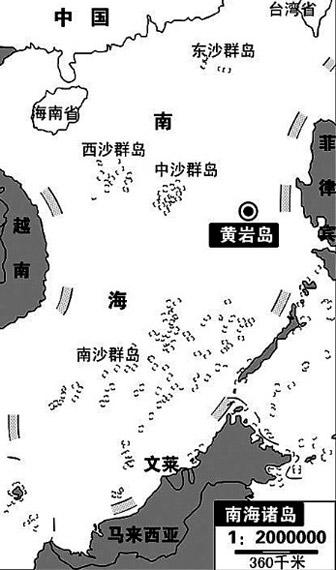 中国
台湾省
东沙群岛
海南省
南
西沙群岛
中沙群岛
菲律宾
黄岩岛
越南
海
南沙群岛
文莱
马来西亚
南海诸岛
1：2000000
360千米